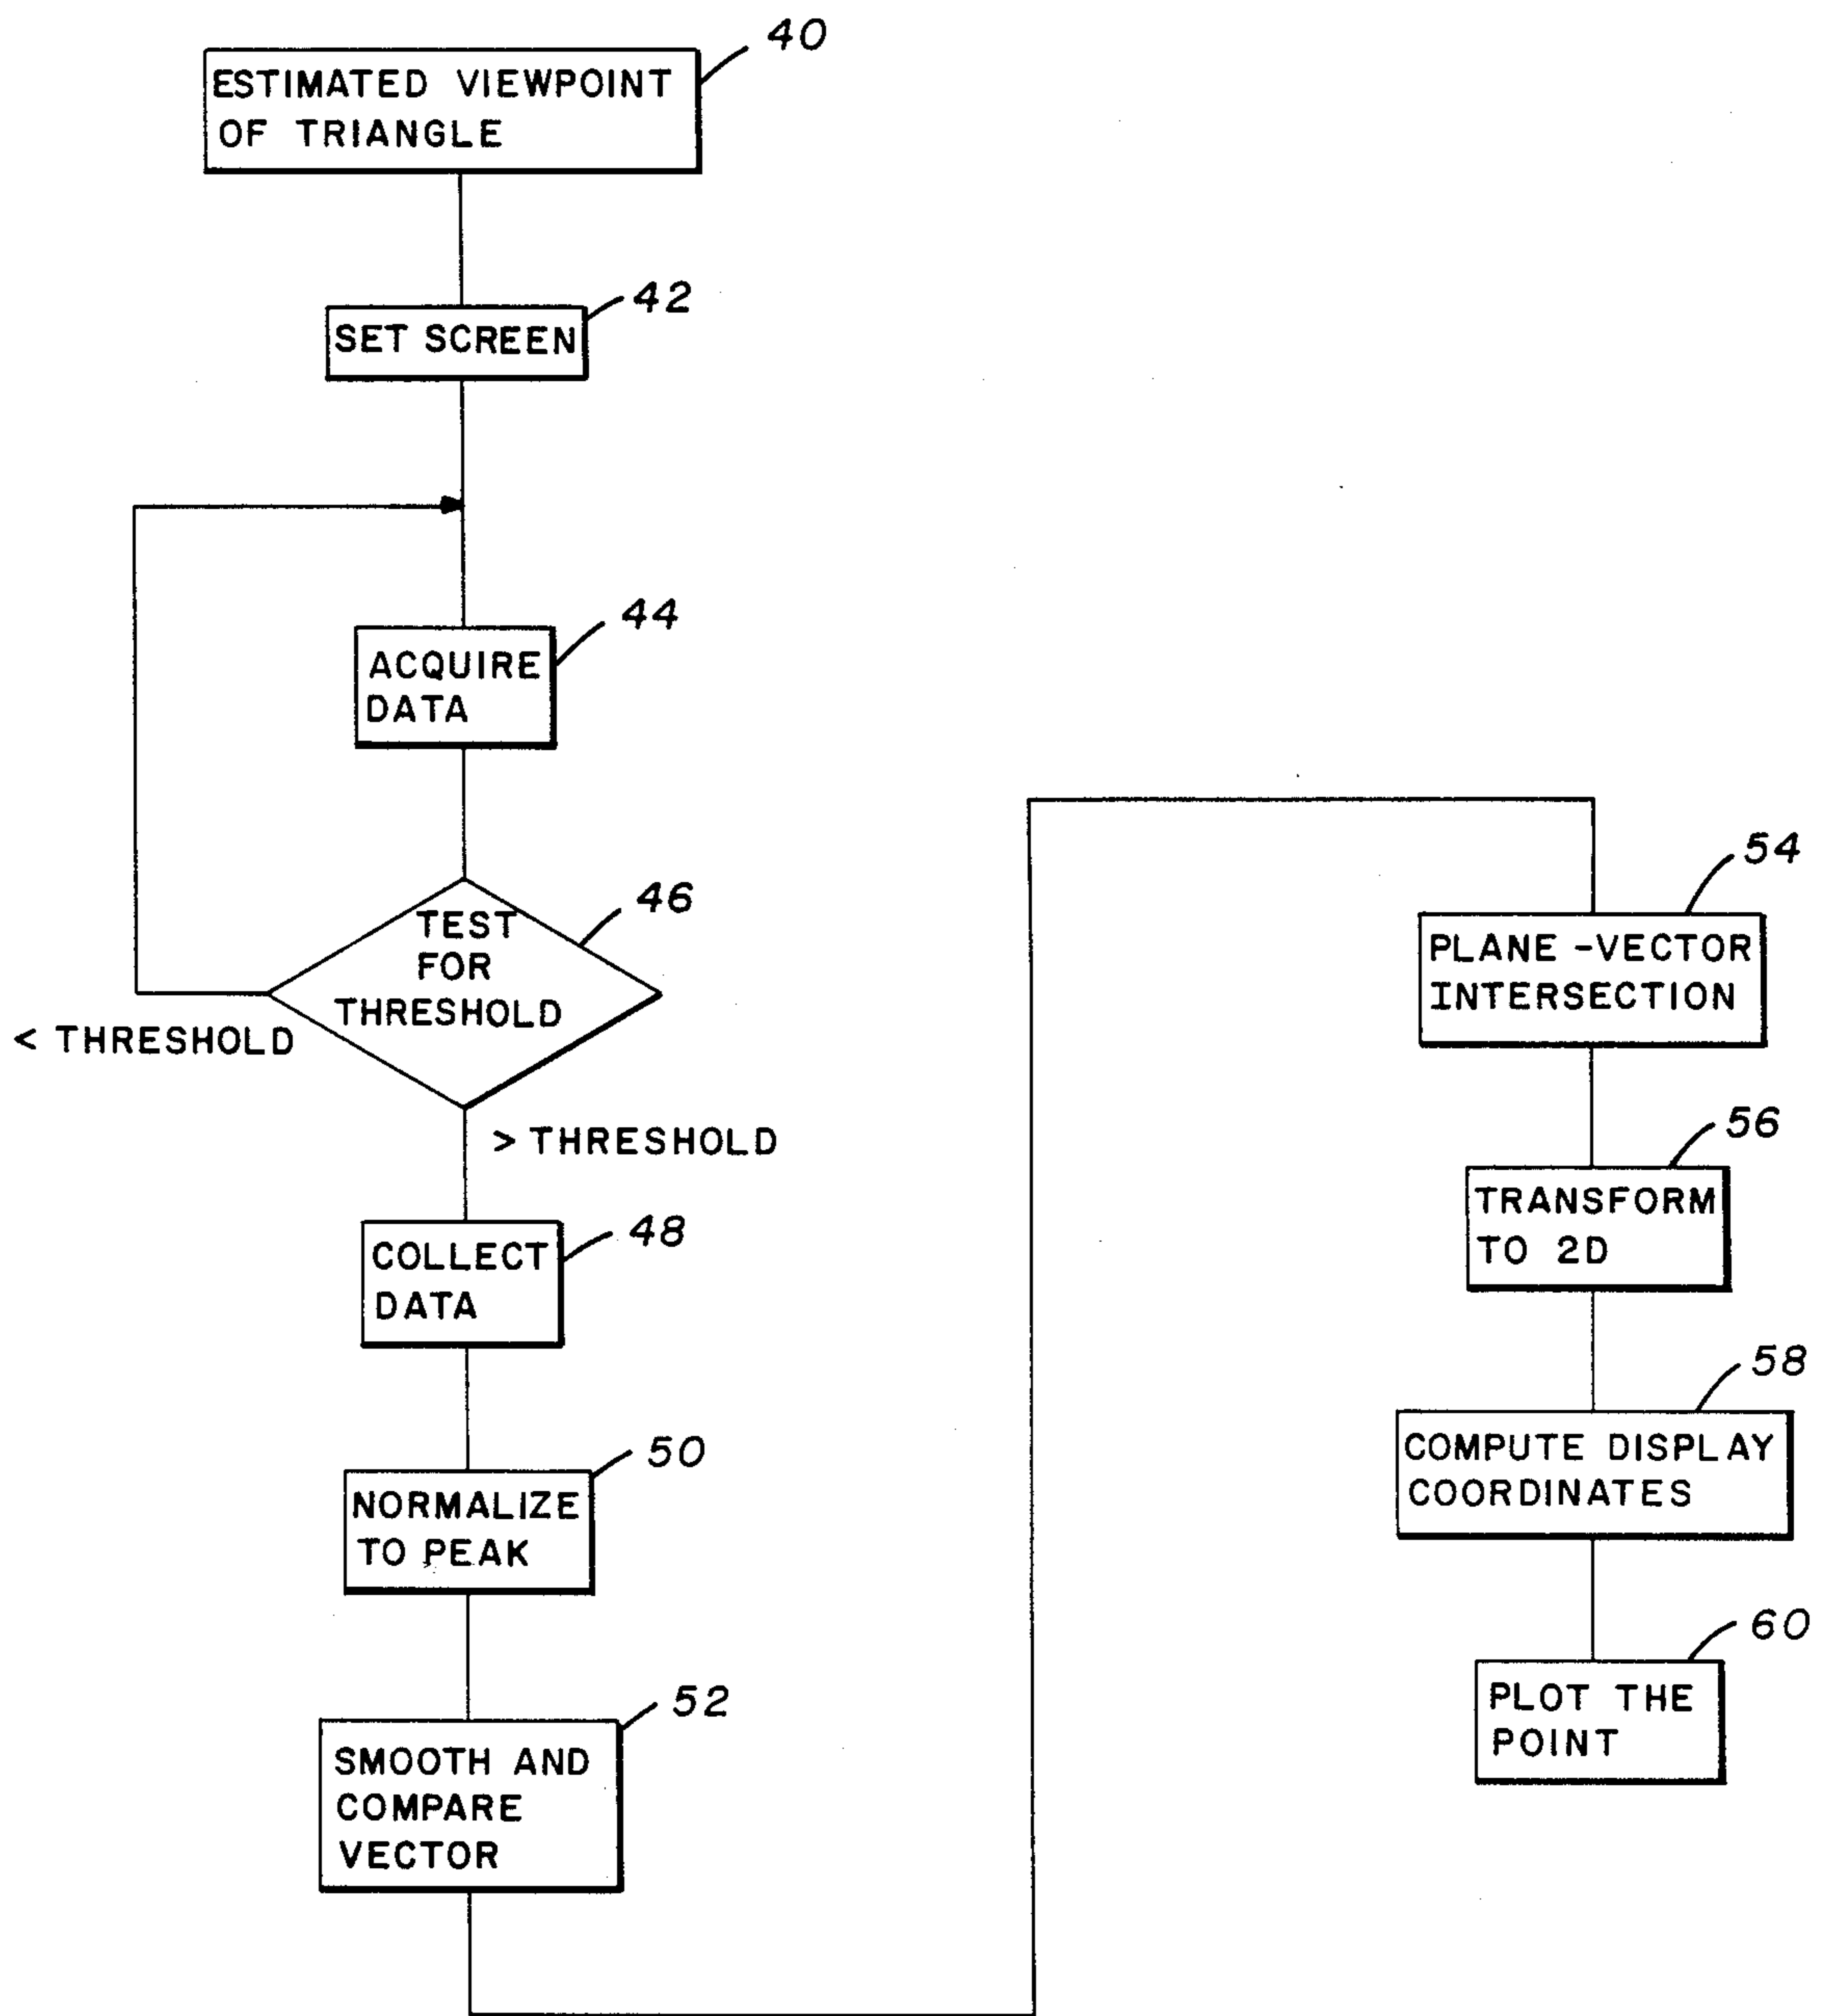 40
ESTIMATED VIEWPOINT
OF TRIANGLE
42
SET SCREEN
44
ACQUIRE
DATA
46
TEST
FOR
THRESHOLD
< THRESHOLD
> THRESHOLD
48
COLLECT
DATA
50
NORMALIZE
TO PEAK
52
SMOOTH AND
COMPARE
VECTOR
54
PLANE -VECTOR
INTERSECTION
56
TRANSFORM
TO 2D
58
COMPUTE DISPLAY
COORDINATES
60
PLOT THE
POINT